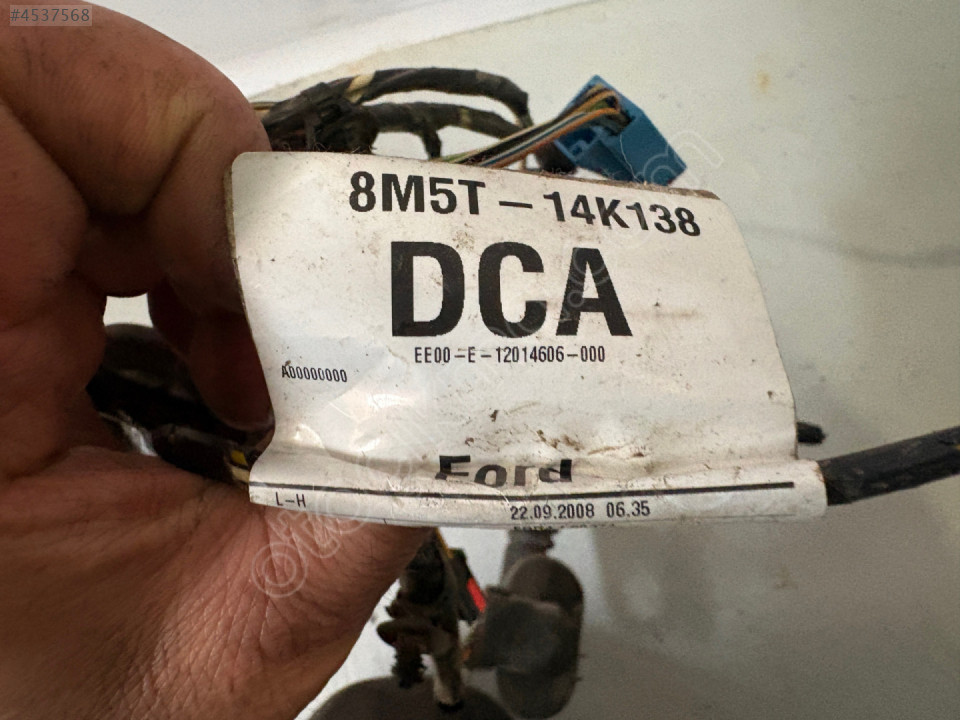 #4537568
8M5T-14K138
DCA
EE00-E-12014606-000
A00000000
Ford
L-H
22.09.2008 06.35